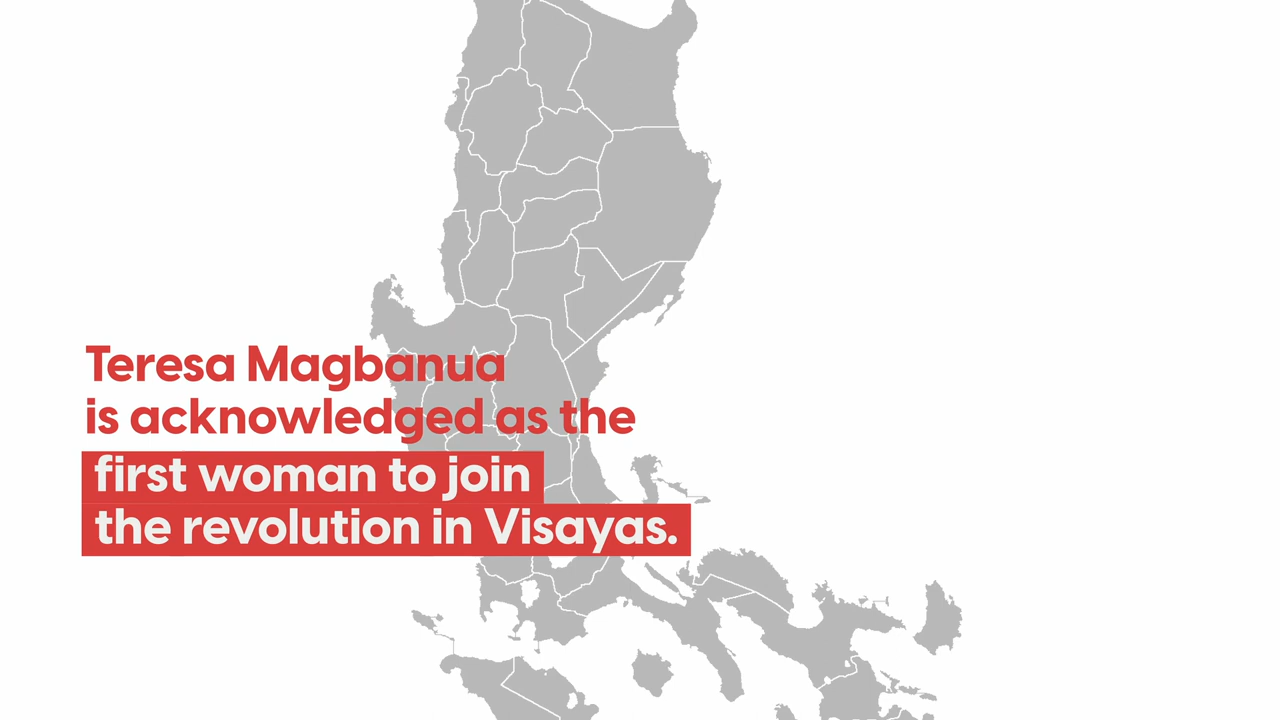 Teresa Magbanua
is acknowledged as the
first woman to join
the revolution in Visayas.